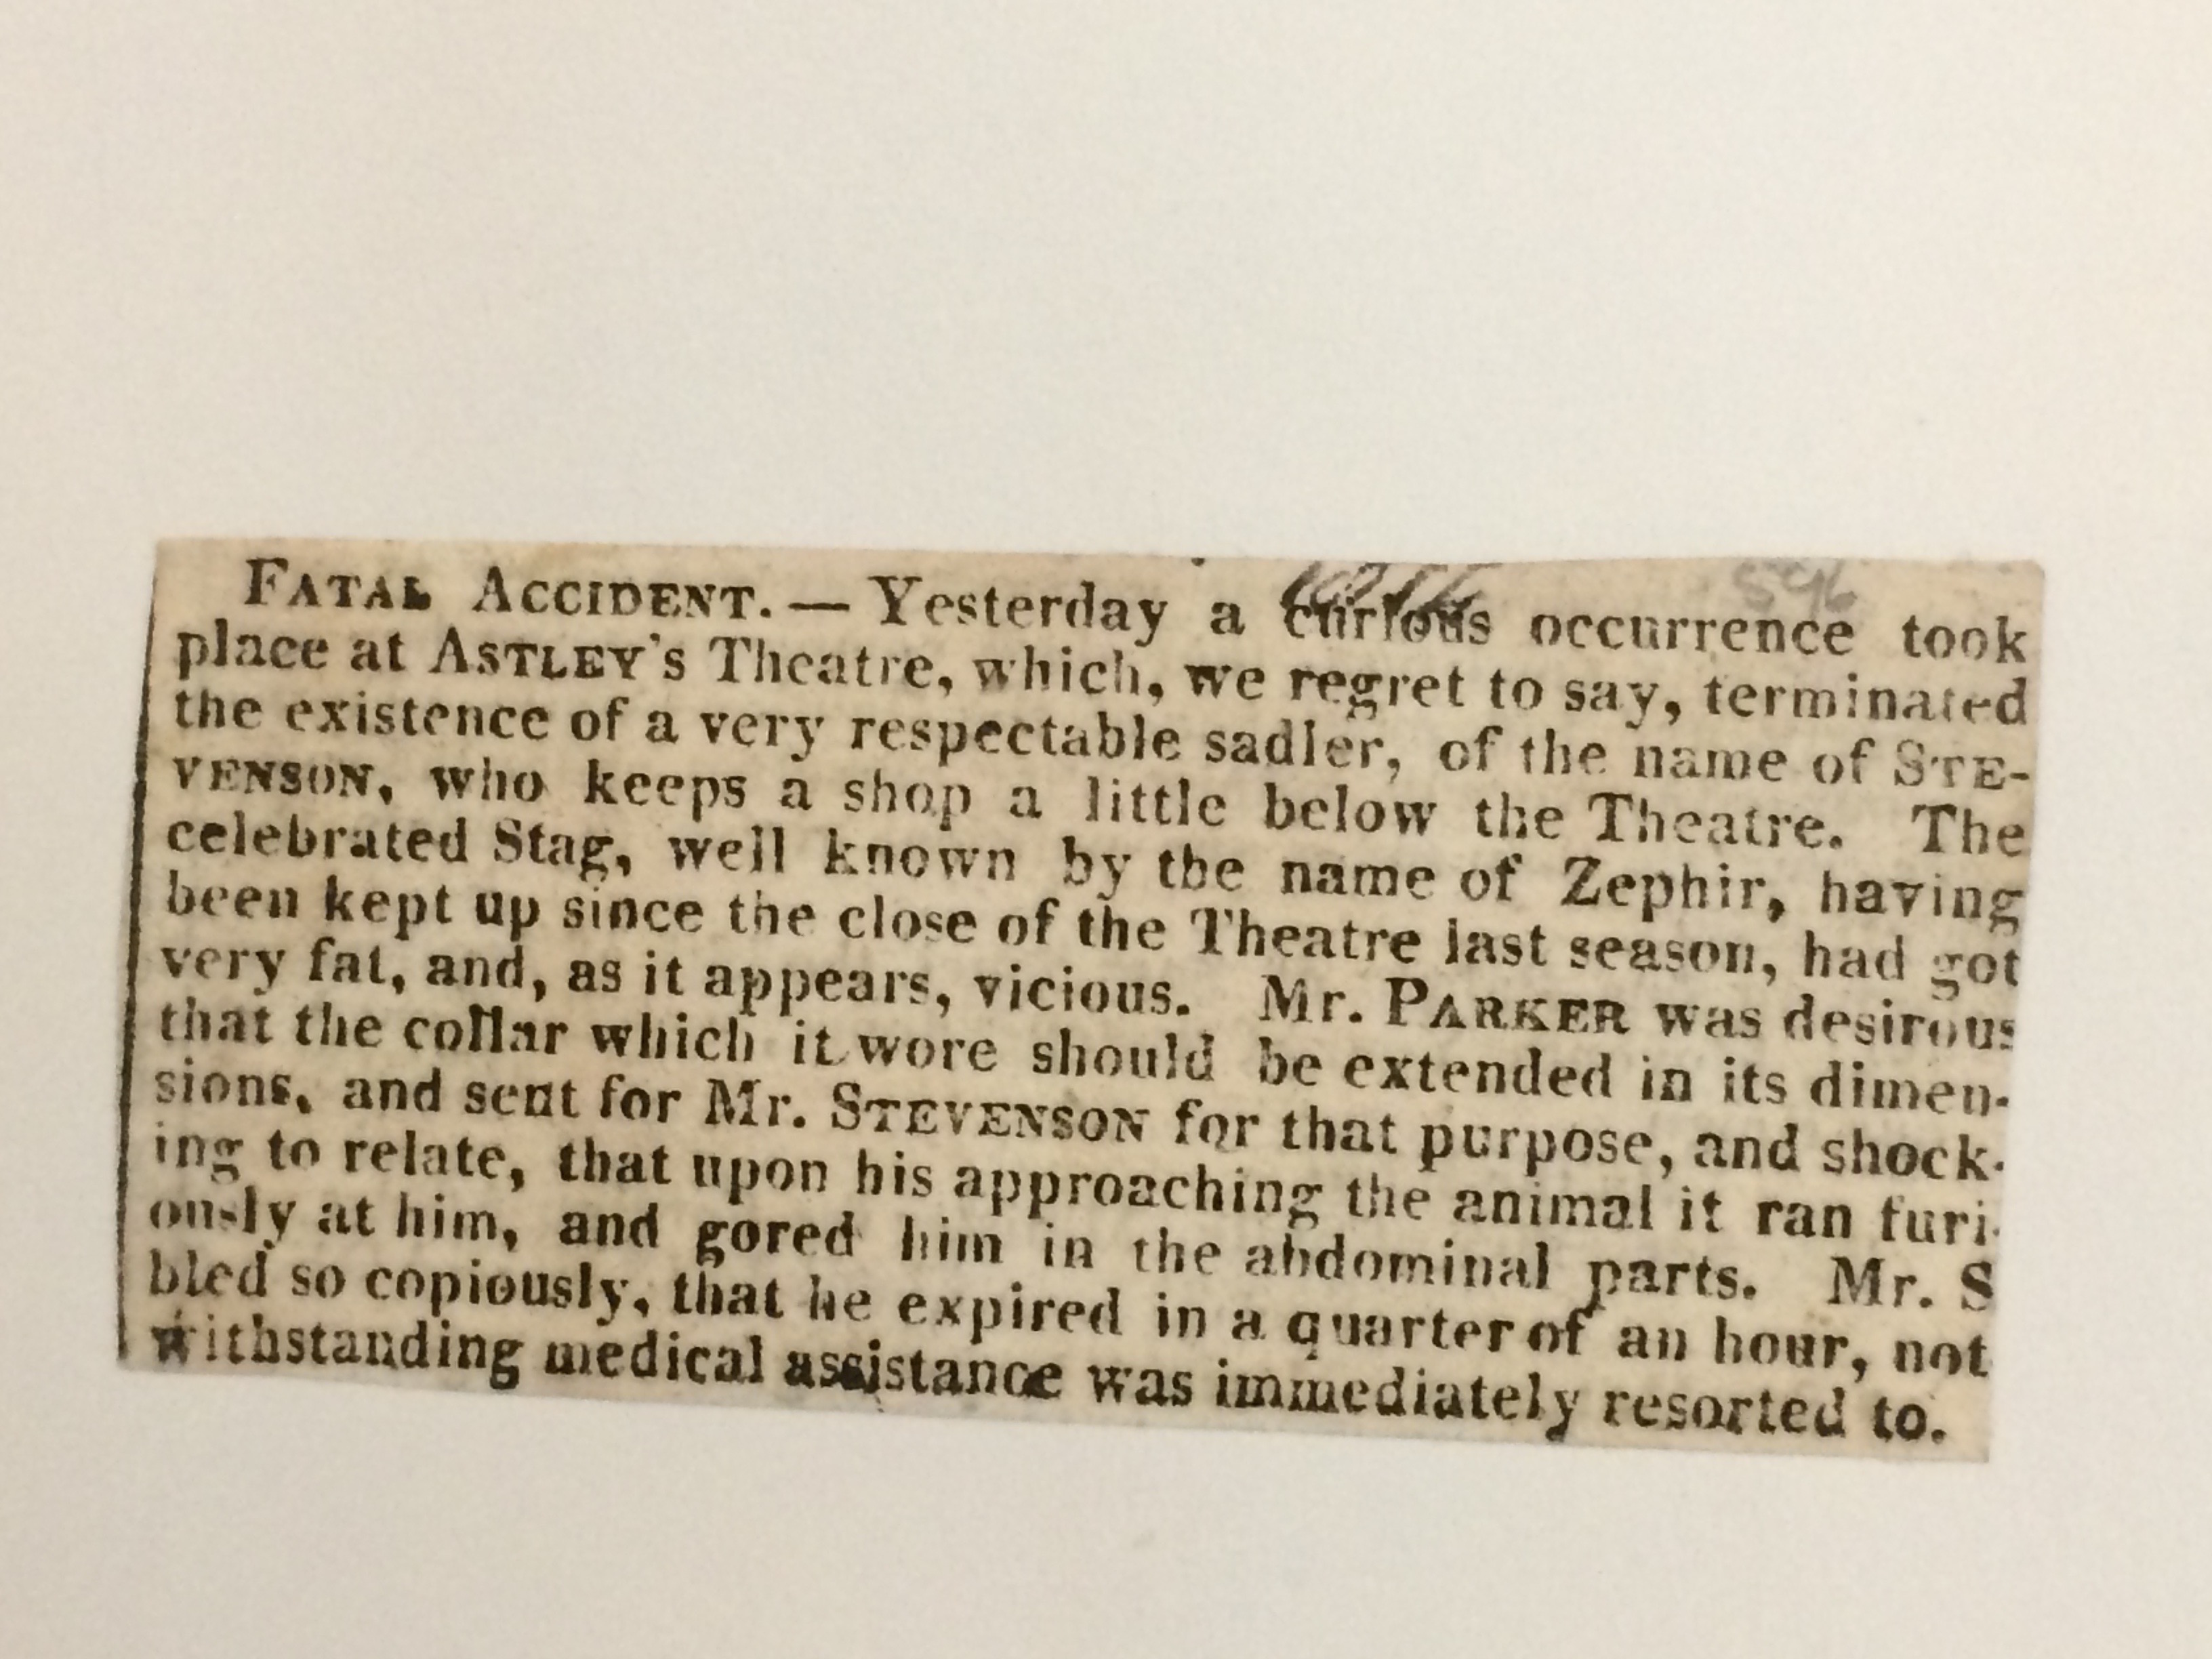 FATAL ACCIDENT. — Yesterday a curious occurrence took
place at ASTLEY's Theatre, which, we regret to say, terminated
the existence of a very respectable sadler, of the name of STE-
VENSON, who keeps a shop a little below the Theatre. The
celebrated Stag, well known by the name of Zephir, having
been kept up since the close of the Theatre last season, had got
very fat, and, as it appears, vicious. Mr. PARKER was desirous
that the collar which it wore should be extended in its dimen-
sions, and sent for Mr. STEVENSON for that purpose, and shock-
ing to relate, that upon his approaching the animal it ran furi-
ously at him, and gored him in the abdominal parts. Mr. S
bled so copiously, that he expired in a quarter of an hour, not
withstanding medical assistance was immediately resorted to.